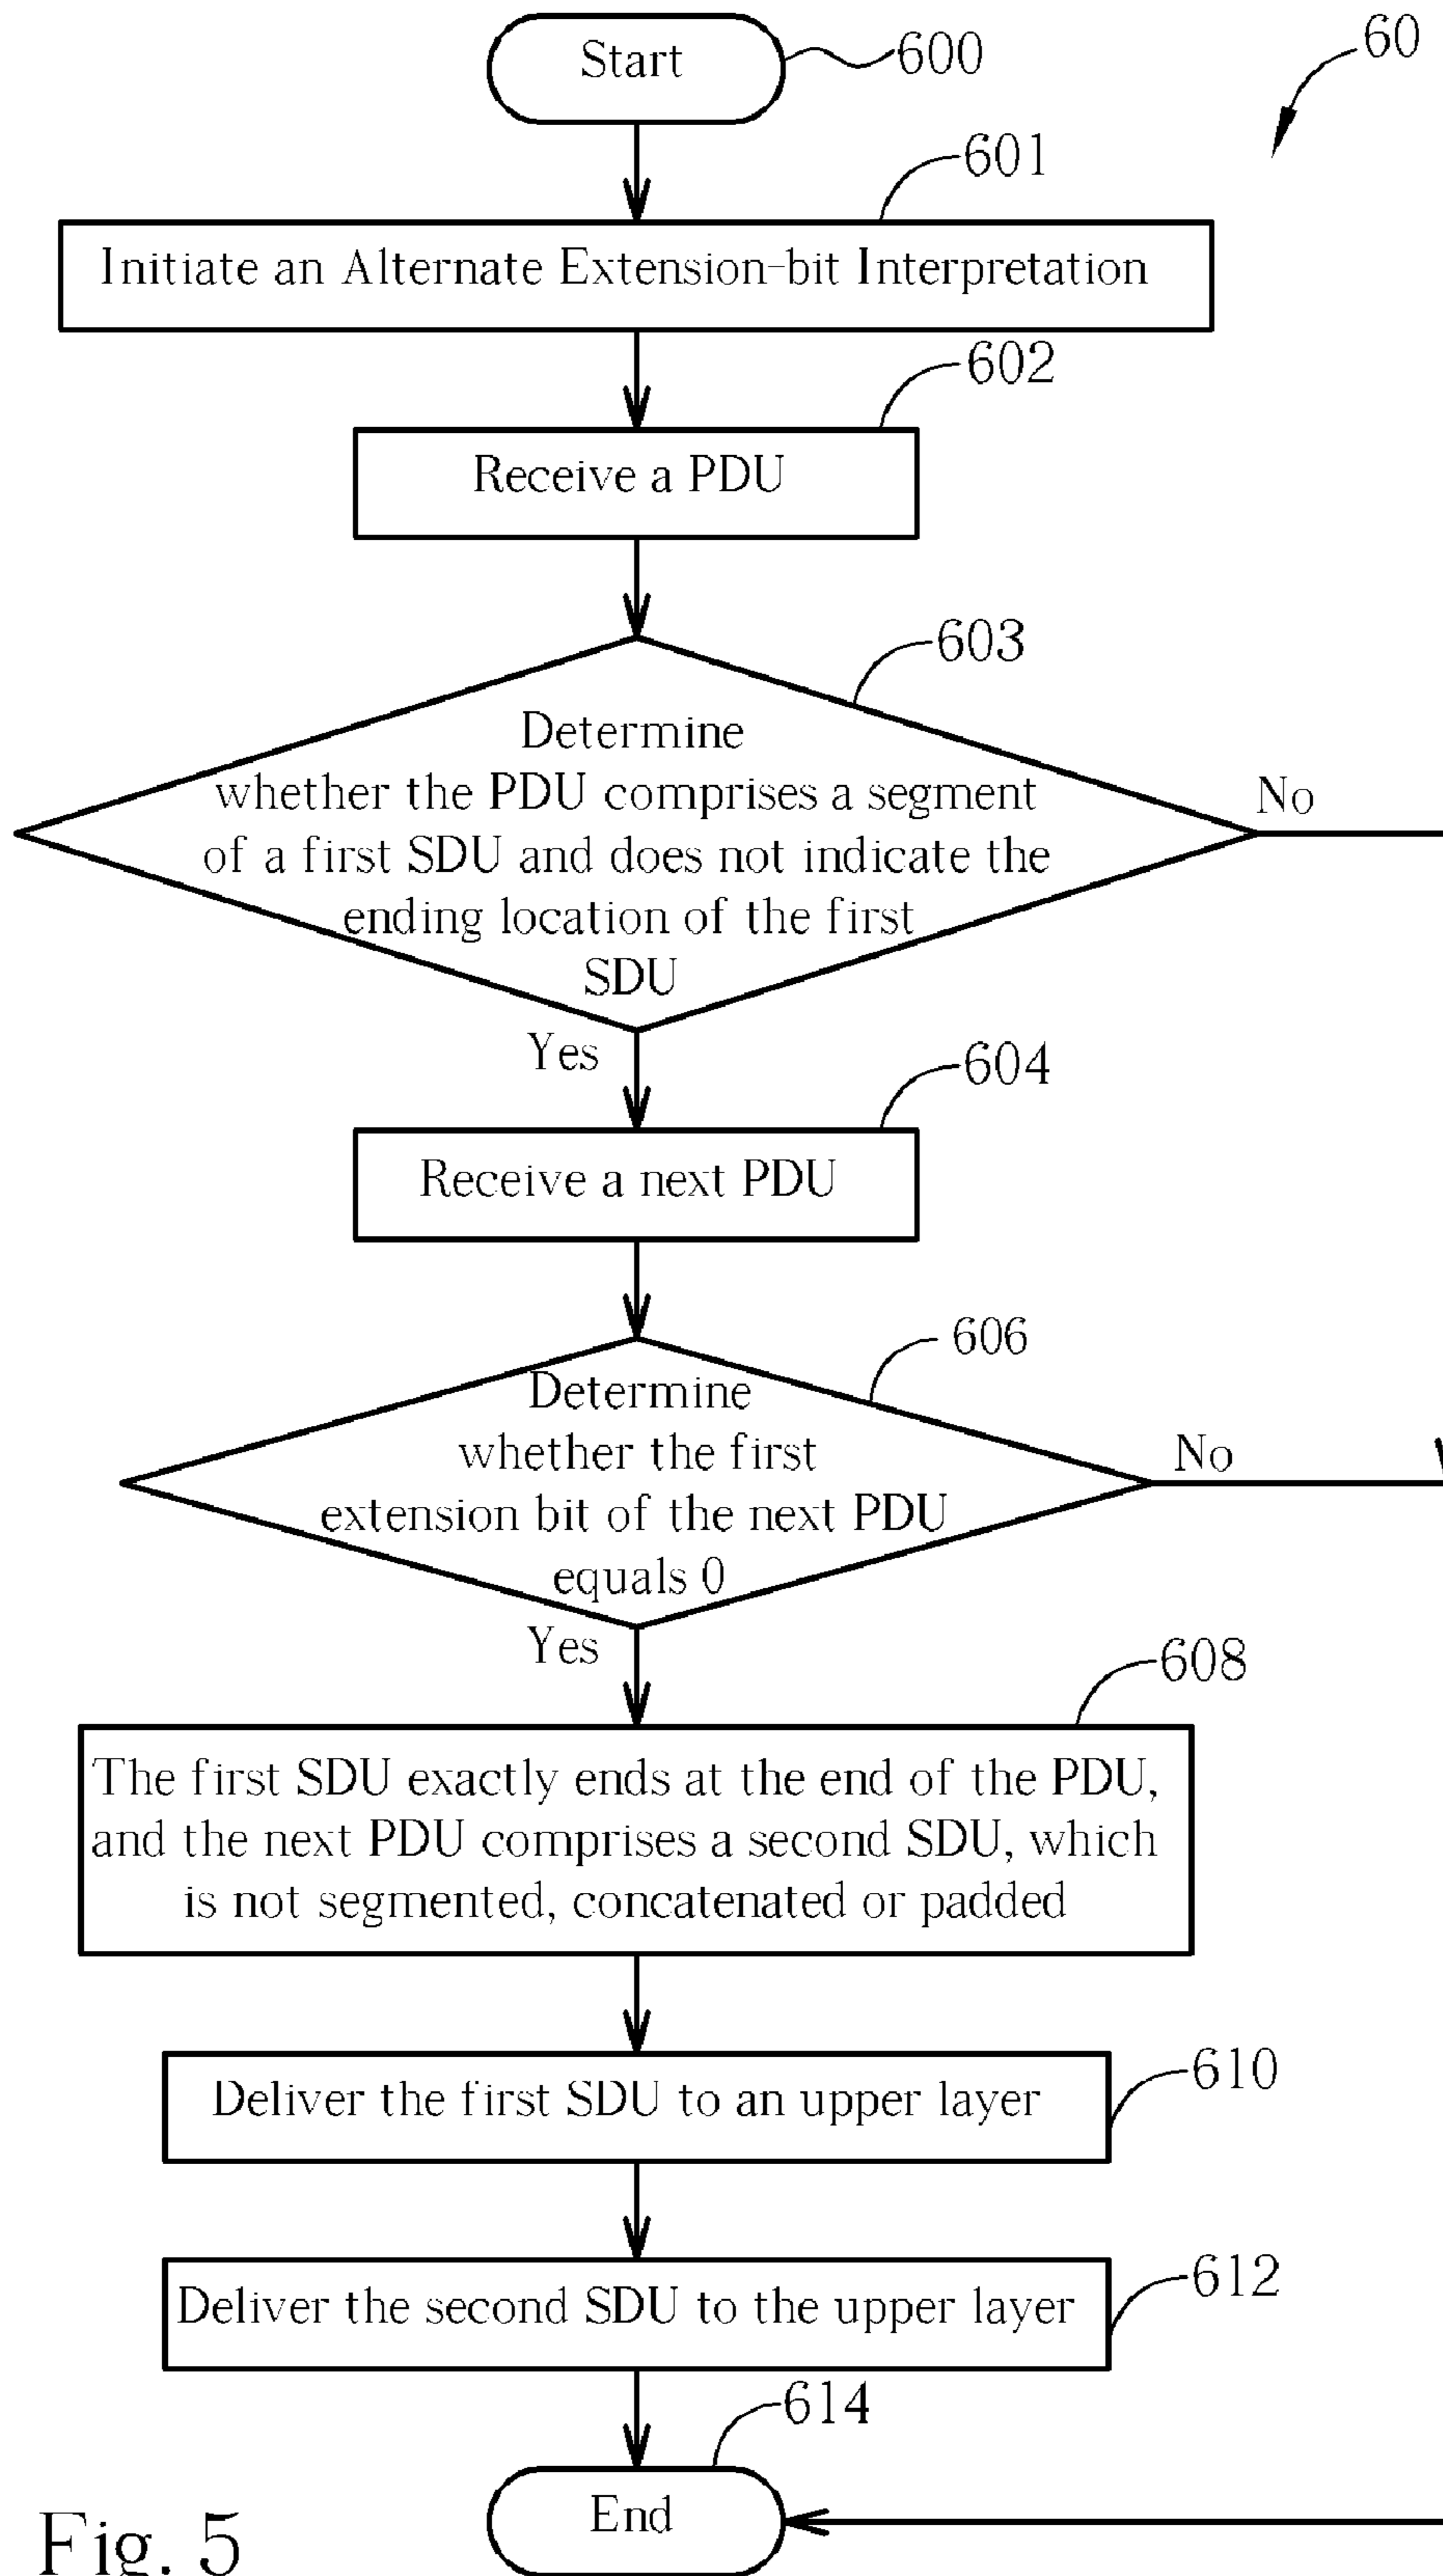 Start
600
60
601
Initiate an Alternate Extension-bit Interpretation
602
Receive a PDU
603
Determine
whether the PDU comprises a segment
of a first SDU and does not indicate the
ending location of the first
SDU
No
Yes
604
Receive a next PDU
606
Determine
whether the first
extension bit of the next PDU
equals 0
No
Yes
608
The first SDU exactly ends at the end of the PDU,
and the next PDU comprises a second SDU, which
is not segmented, concatenated or padded
610
Deliver the first SDU to an upper layer
612
Deliver the second SDU to the upper layer
614
End
Fig. 5